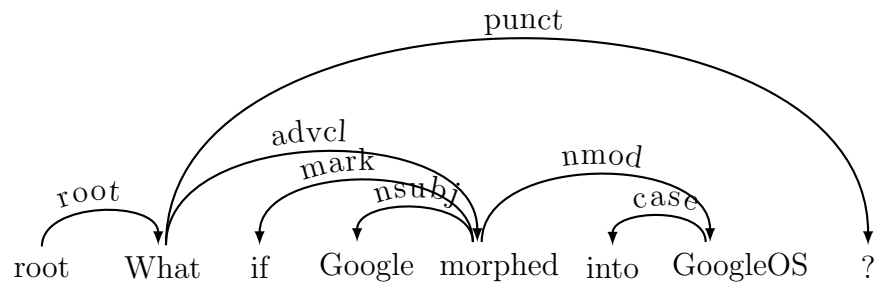 punct
advcl
mark
nmod
root
nsubj
case
root What if Google morphed into GoogleOS ?